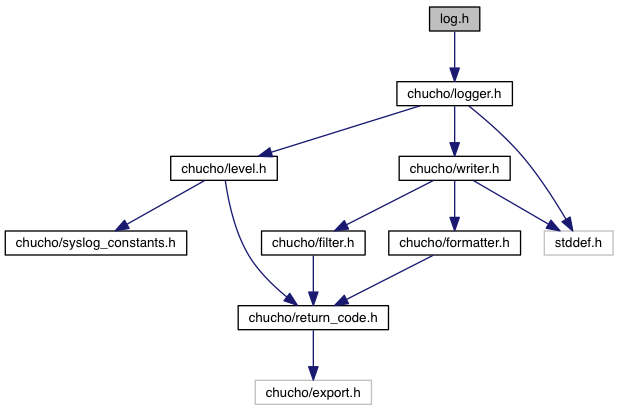 log.h
chucho/logger.h
chucho/level.h
chucho/writer.h
chucho/syslog_constants.h
chucho/filter.h
chucho/formatter.h
stddef.h
chucho/return_code.h
chucho/export.h